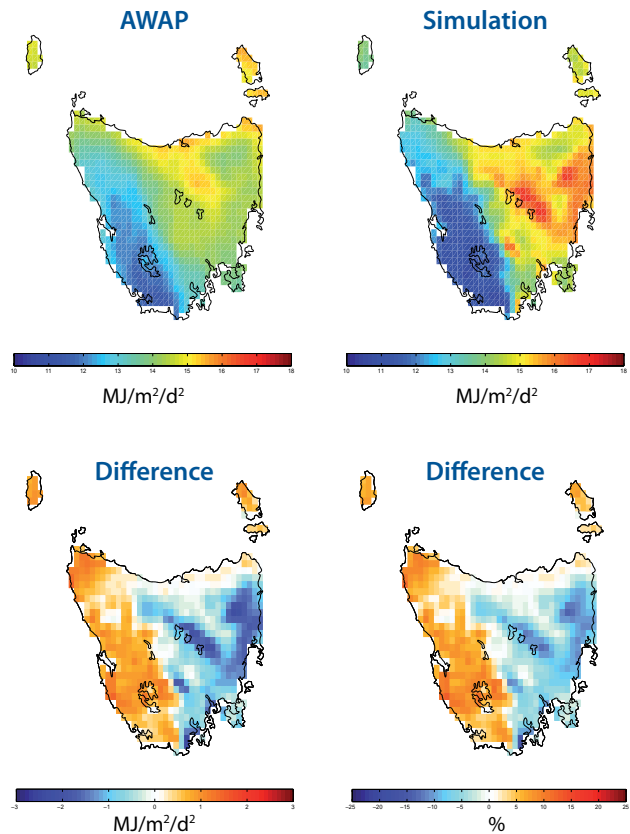 AWAP
Simulation
10 11 12 13 14 15 16 17 18
10 11 12 13 14 15 16 17 18
MJ/m²/d²
MJ/m²/d²
Difference
Difference
−3 −2 −1 0 1 2 3
−25 −20 −15 −10 −5 0 5 10 15 20 25
MJ/m²/d²
%